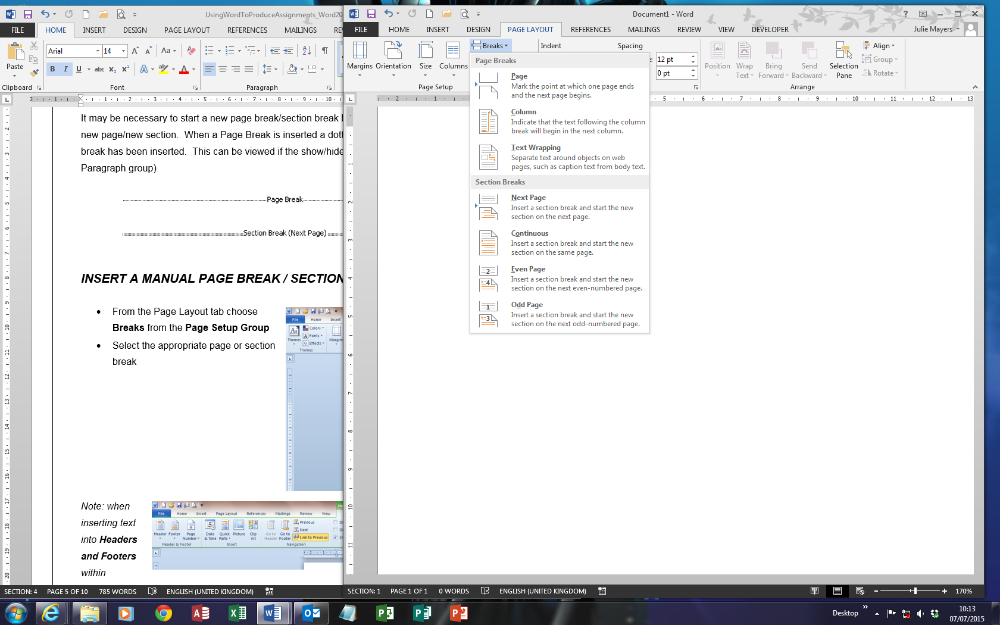 UsingWordToProduceAssignments_Word20
FILE HOME INSERT DESIGN PAGE LAYOUT REFERENCES MAILINGS RE
Arial 14
Paste
Clipboard Font Paragraph
It may be necessary to start a new page break/section break
new page/new section. When a Page Break is inserted a dott
break has been inserted. This can be viewed if the show/hide
Paragraph group)
Page Break
Section Break (Next Page)
INSERT A MANUAL PAGE BREAK / SECTION
• From the Page Layout tab choose
Breaks from the Page Setup Group
• Select the appropriate page or section
break
File Home Insert
Themes
Colors
Fonts
Effects
Margins
Themes
Note: when
inserting text
into Headers
and Footers
within
File Home Insert Page Layout References Mailings Review View
Header Footer Page Number
Date & Time Quick Parts Picture Clip Art
Go to Header Go to Footer
Previous
Next
Link to Previous
Header & Footer Insert Navigation
SECTION: 4 PAGE 5 OF 10 785 WORDS ENGLISH (UNITED KINGDOM)
Document1 - Word
FILE HOME INSERT DESIGN PAGE LAYOUT REFERENCES MAILINGS REVIEW VIEW DEVELOPER Julie Mayers
Margins Orientation Size Columns
Breaks
Page Setup
Indent Spacing
12 pt
0 pt
Position Wrap Text Bring Forward Send Backward Selection Pane
Align
Group
Rotate
Arrange
Page Breaks
Page
Mark the point at which one page ends
and the next page begins.
Column
Indicate that the text following the column
break will begin in the next column.
Text Wrapping
Separate text around objects on web
pages, such as caption text from body text.
Section Breaks
Next Page
Insert a section break and start the new
section on the next page.
Continuous
Insert a section break and start the new
section on the same page.
Even Page
Insert a section break and start the new
section on the next even-numbered page.
Odd Page
Insert a section break and start the new
section on the next odd-numbered page.
SECTION: 1 PAGE 1 OF 1 0 WORDS ENGLISH (UNITED KINGDOM) 170%
Desktop
10:13
07/07/2015